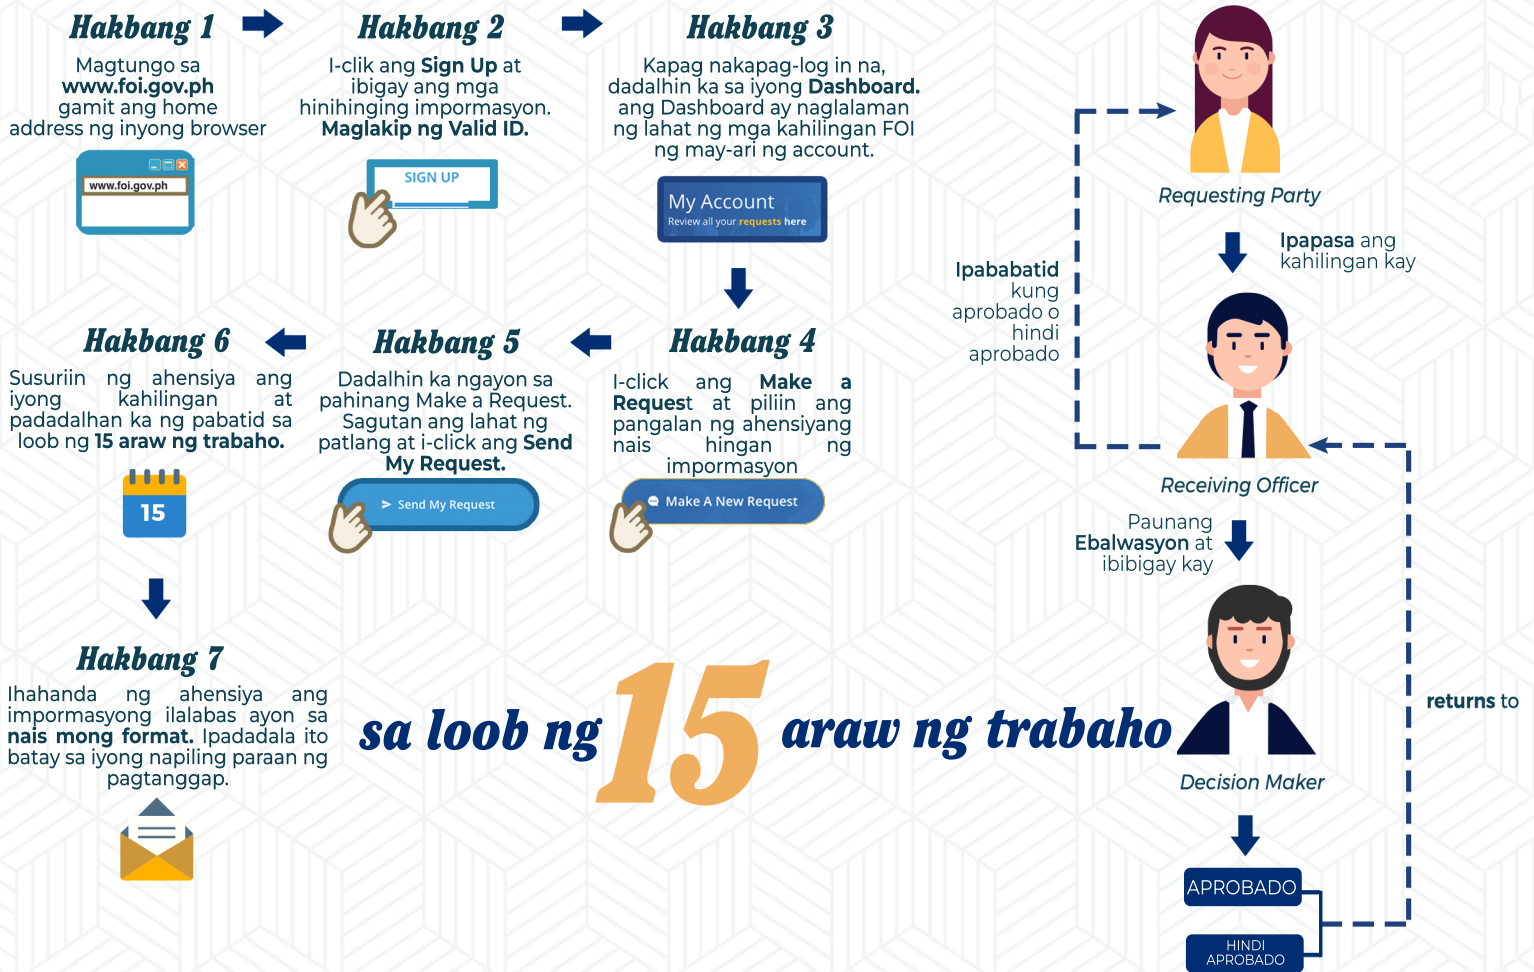 Hakbang 1
Magtungo sa
www.foi.gov.ph
gamit ang home
address ng inyong browser
www.foi.gov.ph
Hakbang 2
I-clik ang Sign Up at
ibigay ang mga
hinihinging impormasyon.
Maglakip ng Valid ID.
SIGN UP
Hakbang 3
Kapag nakapag-log in na,
dadalhin ka sa iyong Dashboard.
ang Dashboard ay naglalaman
ng lahat ng mga kahilingan FOI
ng may-ari ng account.
My Account
Review all your requests here
Hakbang 4
I-click ang Make a
Request at piliin ang
pangalan ng ahensiyang
nais hingan ng
impormasyon
Make A New Request
Hakbang 5
Dadalhin ka ngayon sa
pahinang Make a Request.
Sagutan ang lahat ng
patlang at i-click ang Send
My Request.
Send My Request
Hakbang 6
Susuriin ng ahensiya ang
iyong kahilingan at
padadalhan ka ng pabatid sa
loob ng 15 araw ng trabaho.
15
Hakbang 7
Ihahanda ng ahensiya ang
impormasyong ilalabas ayon sa
nais mong format. Ipadadala ito
batay sa iyong napiling paraan ng
pagtanggap.
sa loob ng 15 araw ng trabaho
Requesting Party
Ipapasa ang
kahilingan kay
Ipababatid
kung
aprobado o
hindi
aprobado
Receiving Officer
Paunang
Ebalwasyon at
ibibigay kay
Decision Maker
returns to
APROBADO
HINDI
APROBADO